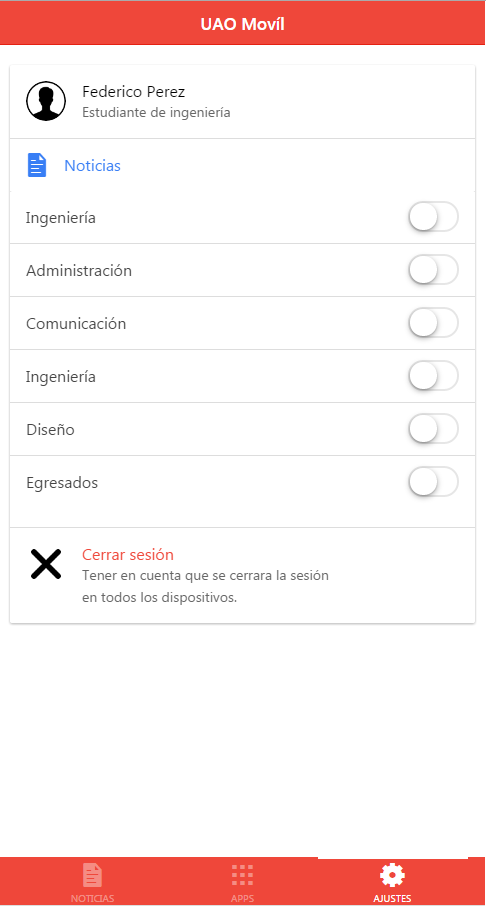 UAO Movíl
Federico Perez
Estudiante de ingeniería
Noticias
Ingeniería
Administración
Comunicación
Ingeniería
Diseño
Egresados
Cerrar sesión
Tener en cuenta que se cerrara la sesión
en todos los dispositivos.
NOTICIAS
APPS
AJUSTES